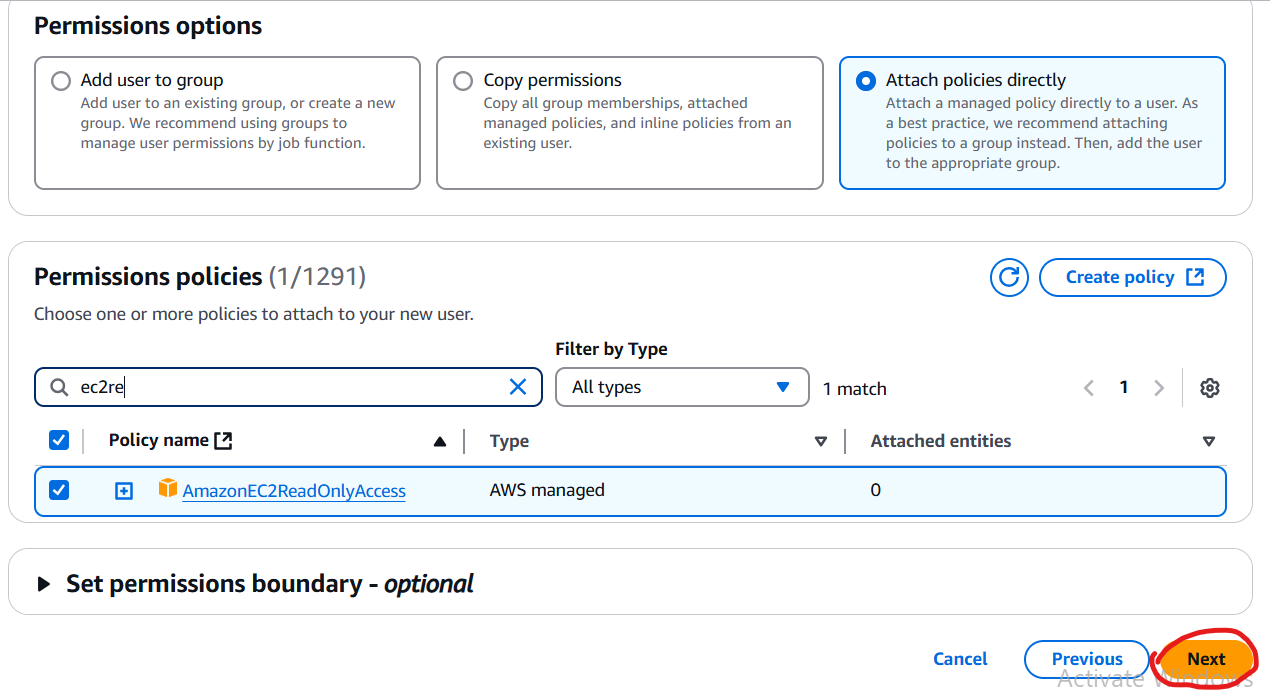 Permissions options
Add user to group
Add user to an existing group, or create a new
group. We recommend using groups to
manage user permissions by job function.
Copy permissions
Copy all group memberships, attached
managed policies, and inline policies from an
existing user.
Attach policies directly
Attach a managed policy directly to a user. As
a best practice, we recommend attaching
policies to a group instead. Then, add the user
to the appropriate group.
Permissions policies (1/1291)
Create policy
Choose one or more policies to attach to your new user.
Filter by Type
ec2re
All types
1 match
1
Policy name
Type
Attached entities
AmazonEC2ReadOnlyAccess
AWS managed
0
Set permissions boundary - optional
Cancel
Previous
Next
Activate Windows